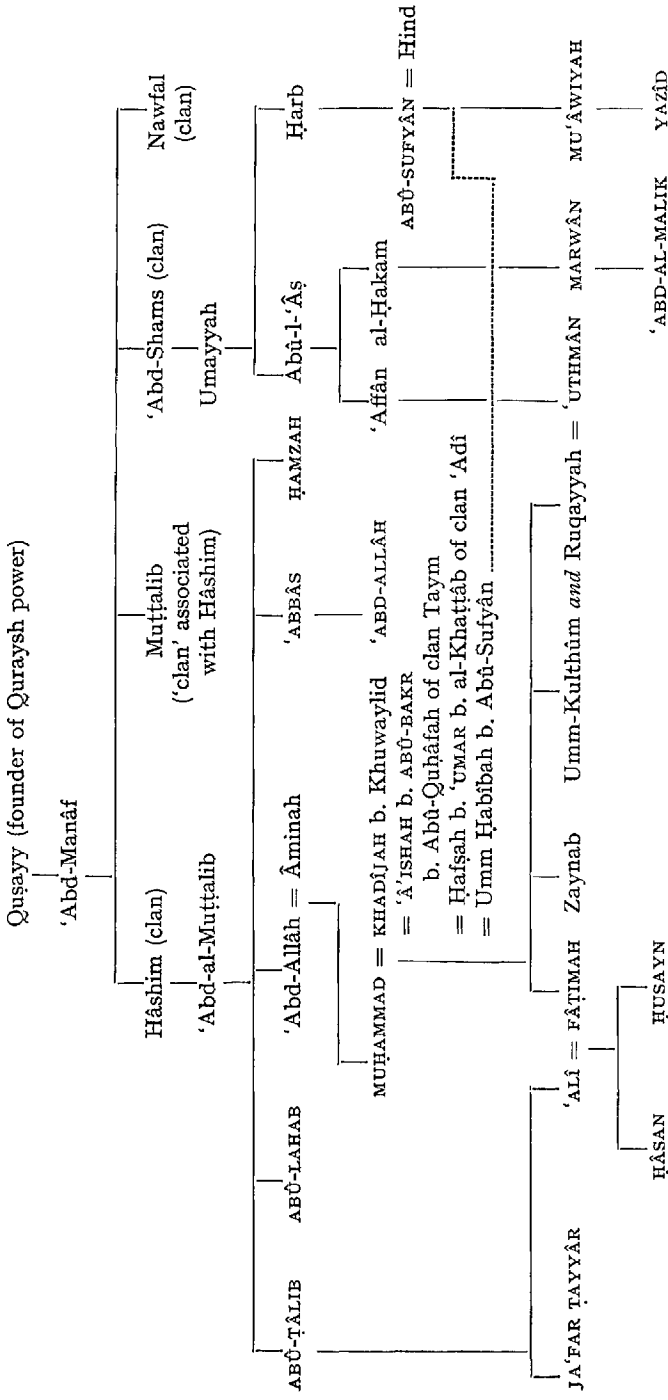 Quṣayy (founder of Quraysh power)
‘Abd-Manâf
Hâshim (clan)
Muṭṭalib
(‘clan’ associated
with Hâshim)
‘Abd-Shams (clan)
Nawfal
(clan)
‘Abd-al-Muṭṭalib
Umayyah
ABÛ-ṬÂLIB
ABÛ-LAHAB
‘Abd-Allâh = Âminah
‘ABBÂS
ḤAMZAH
Abû-l-‘Âṣ
Ḥarb
‘ABD-ALLÂH
‘Affân
al-Ḥakam
ABÛ-SUFYÂN = Hind
MUḤAMMAD = KHADÎJAH b. Khuwaylid
= ‘Â’ISHAH b. ABÛ-BAKR
b. Abû-Quḥâfah of clan Taym
= Ḥafṣah b. ‘UMAR b. al-Khaṭṭâb of clan ‘Adî
= Umm Ḥabîbah b. Abû-Sufyân
JA‘FAR ṬAYYÂR
‘ALÎ = FÂṬIMAH
Zaynab
Umm-Kulthûm and Ruqayyah = ‘UTHMÂN
MARWÂN
MU‘ÂWIYAH
ḤÂSAN
ḤUSAYN
‘ABD-AL-MALIK
YAZÎD